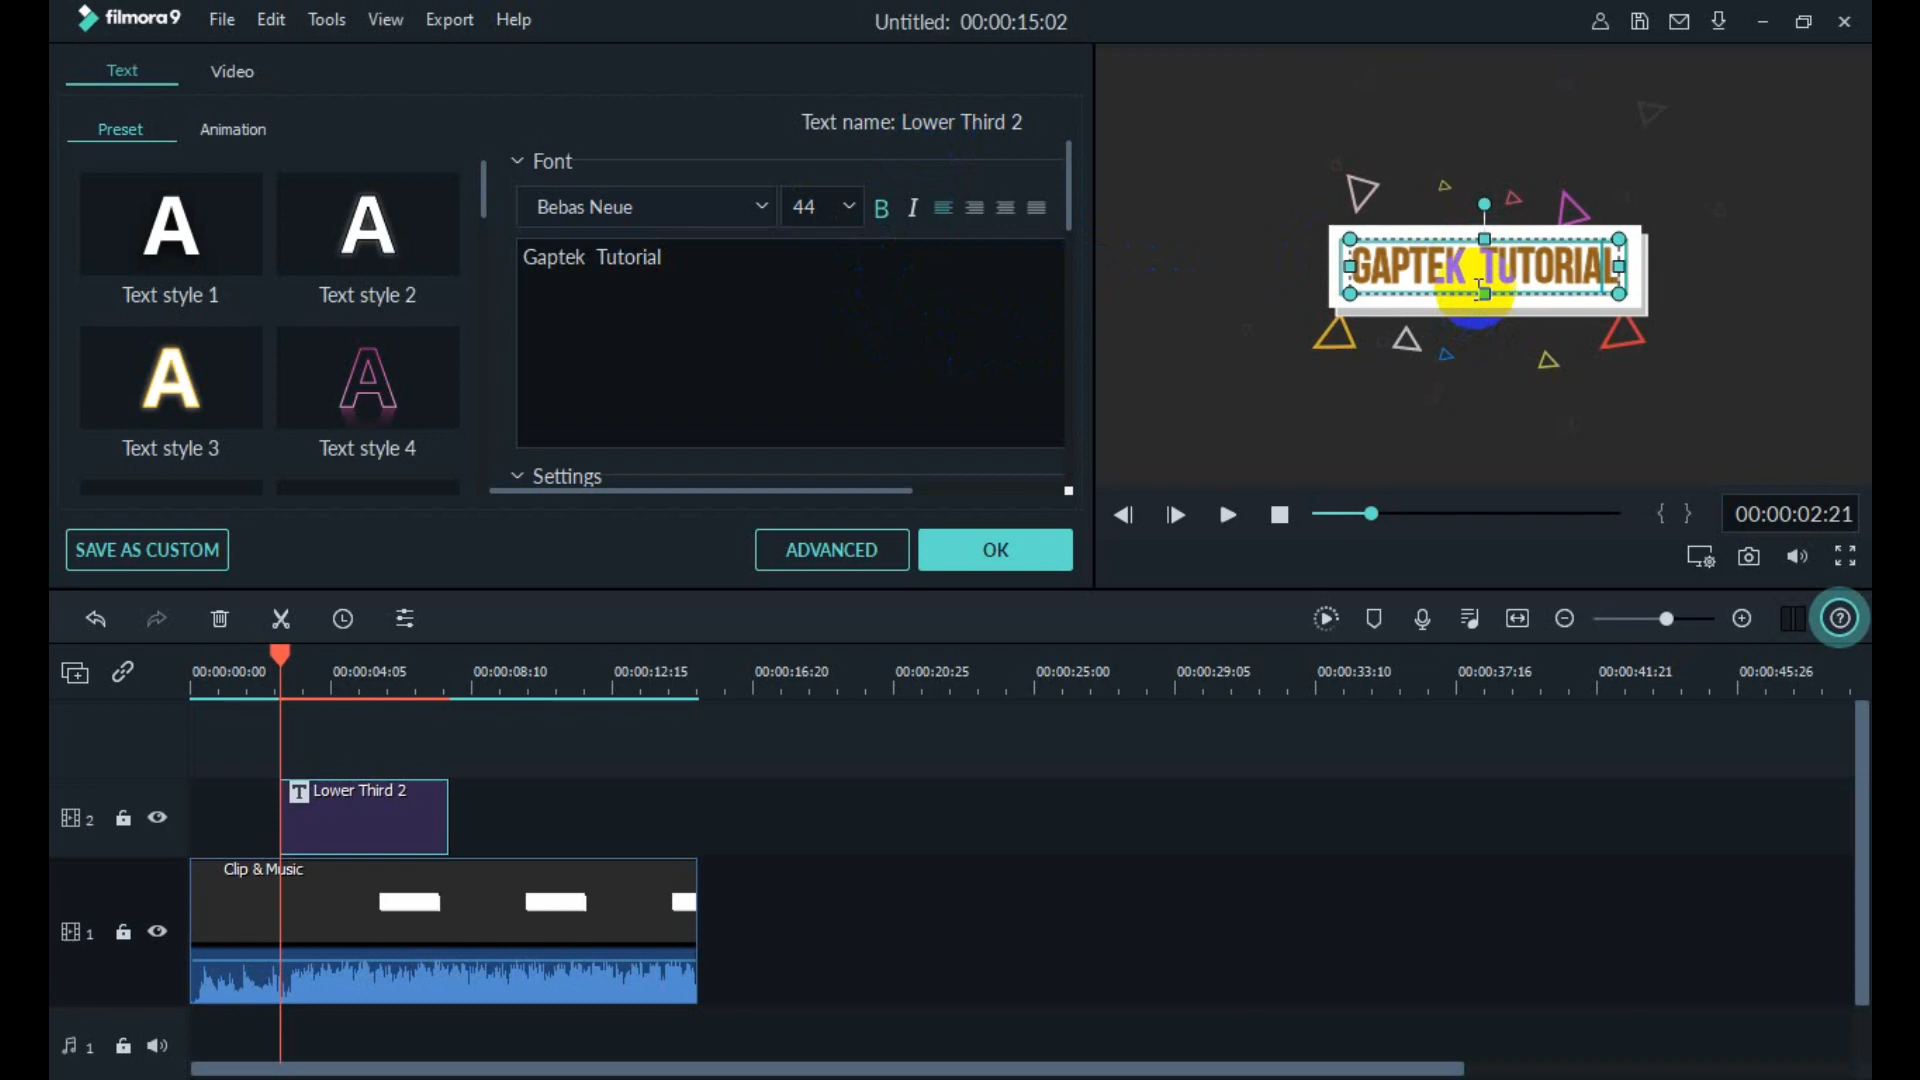 filmora9 File Edit Tools View Export Help
Untitled: 00:00:15:02
Text Video
Preset Animation
Text name: Lower Third 2
Font
Bebas Neue 44 B I
Gaptek  Tutorial
A
A
Text style 1 Text style 2
A
A
Text style 3 Text style 4
Settings
SAVE AS CUSTOM ADVANCED OK
GAPTEK TUTORIAL
{ } 00:00:02:21
00:00:00:00 00:00:04:05 00:00:08:10 00:00:12:15 00:00:16:20 00:00:20:25 00:00:25:00 00:00:29:05 00:00:33:10 00:00:37:16 00:00:41:21 00:00:45:26
T Lower Third 2
2
Clip & Music
1
1